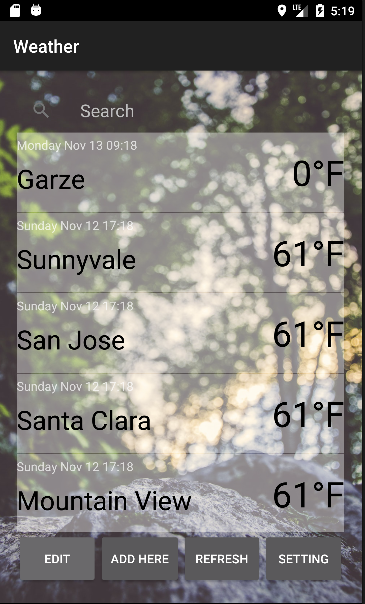 LTE 5:19
Weather
Search
Monday Nov 13 09:18
Garze 0°F
Sunday Nov 12 17:18
Sunnyvale 61°F
Sunday Nov 12 17:18
San Jose 61°F
Sunday Nov 12 17:18
Santa Clara 61°F
Sunday Nov 12 17:18
Mountain View 61°F
EDIT ADD HERE REFRESH SETTING